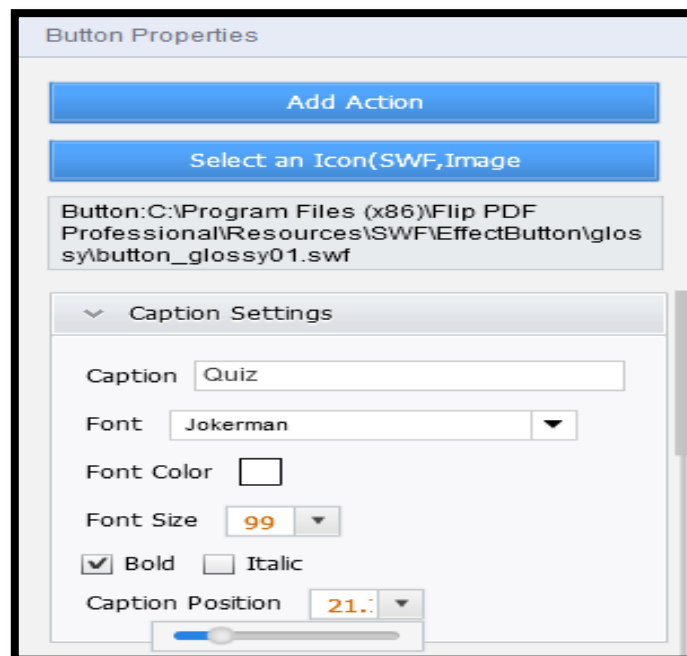 Button Properties
Add Action
Select an Icon(SWF,Image
Button:C:\Program Files (x86)\Flip PDF
Professional\Resources\SWF\EffectButton\glos
sy\button_glossy01.swf
Caption Settings
Caption Quiz
Font Jokerman
Font Color
Font Size 99
Bold Italic
Caption Position 21.